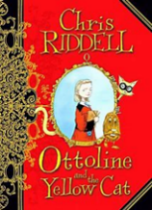 Chris
RIDDELL
Ottoline
and the
Yellow Cat